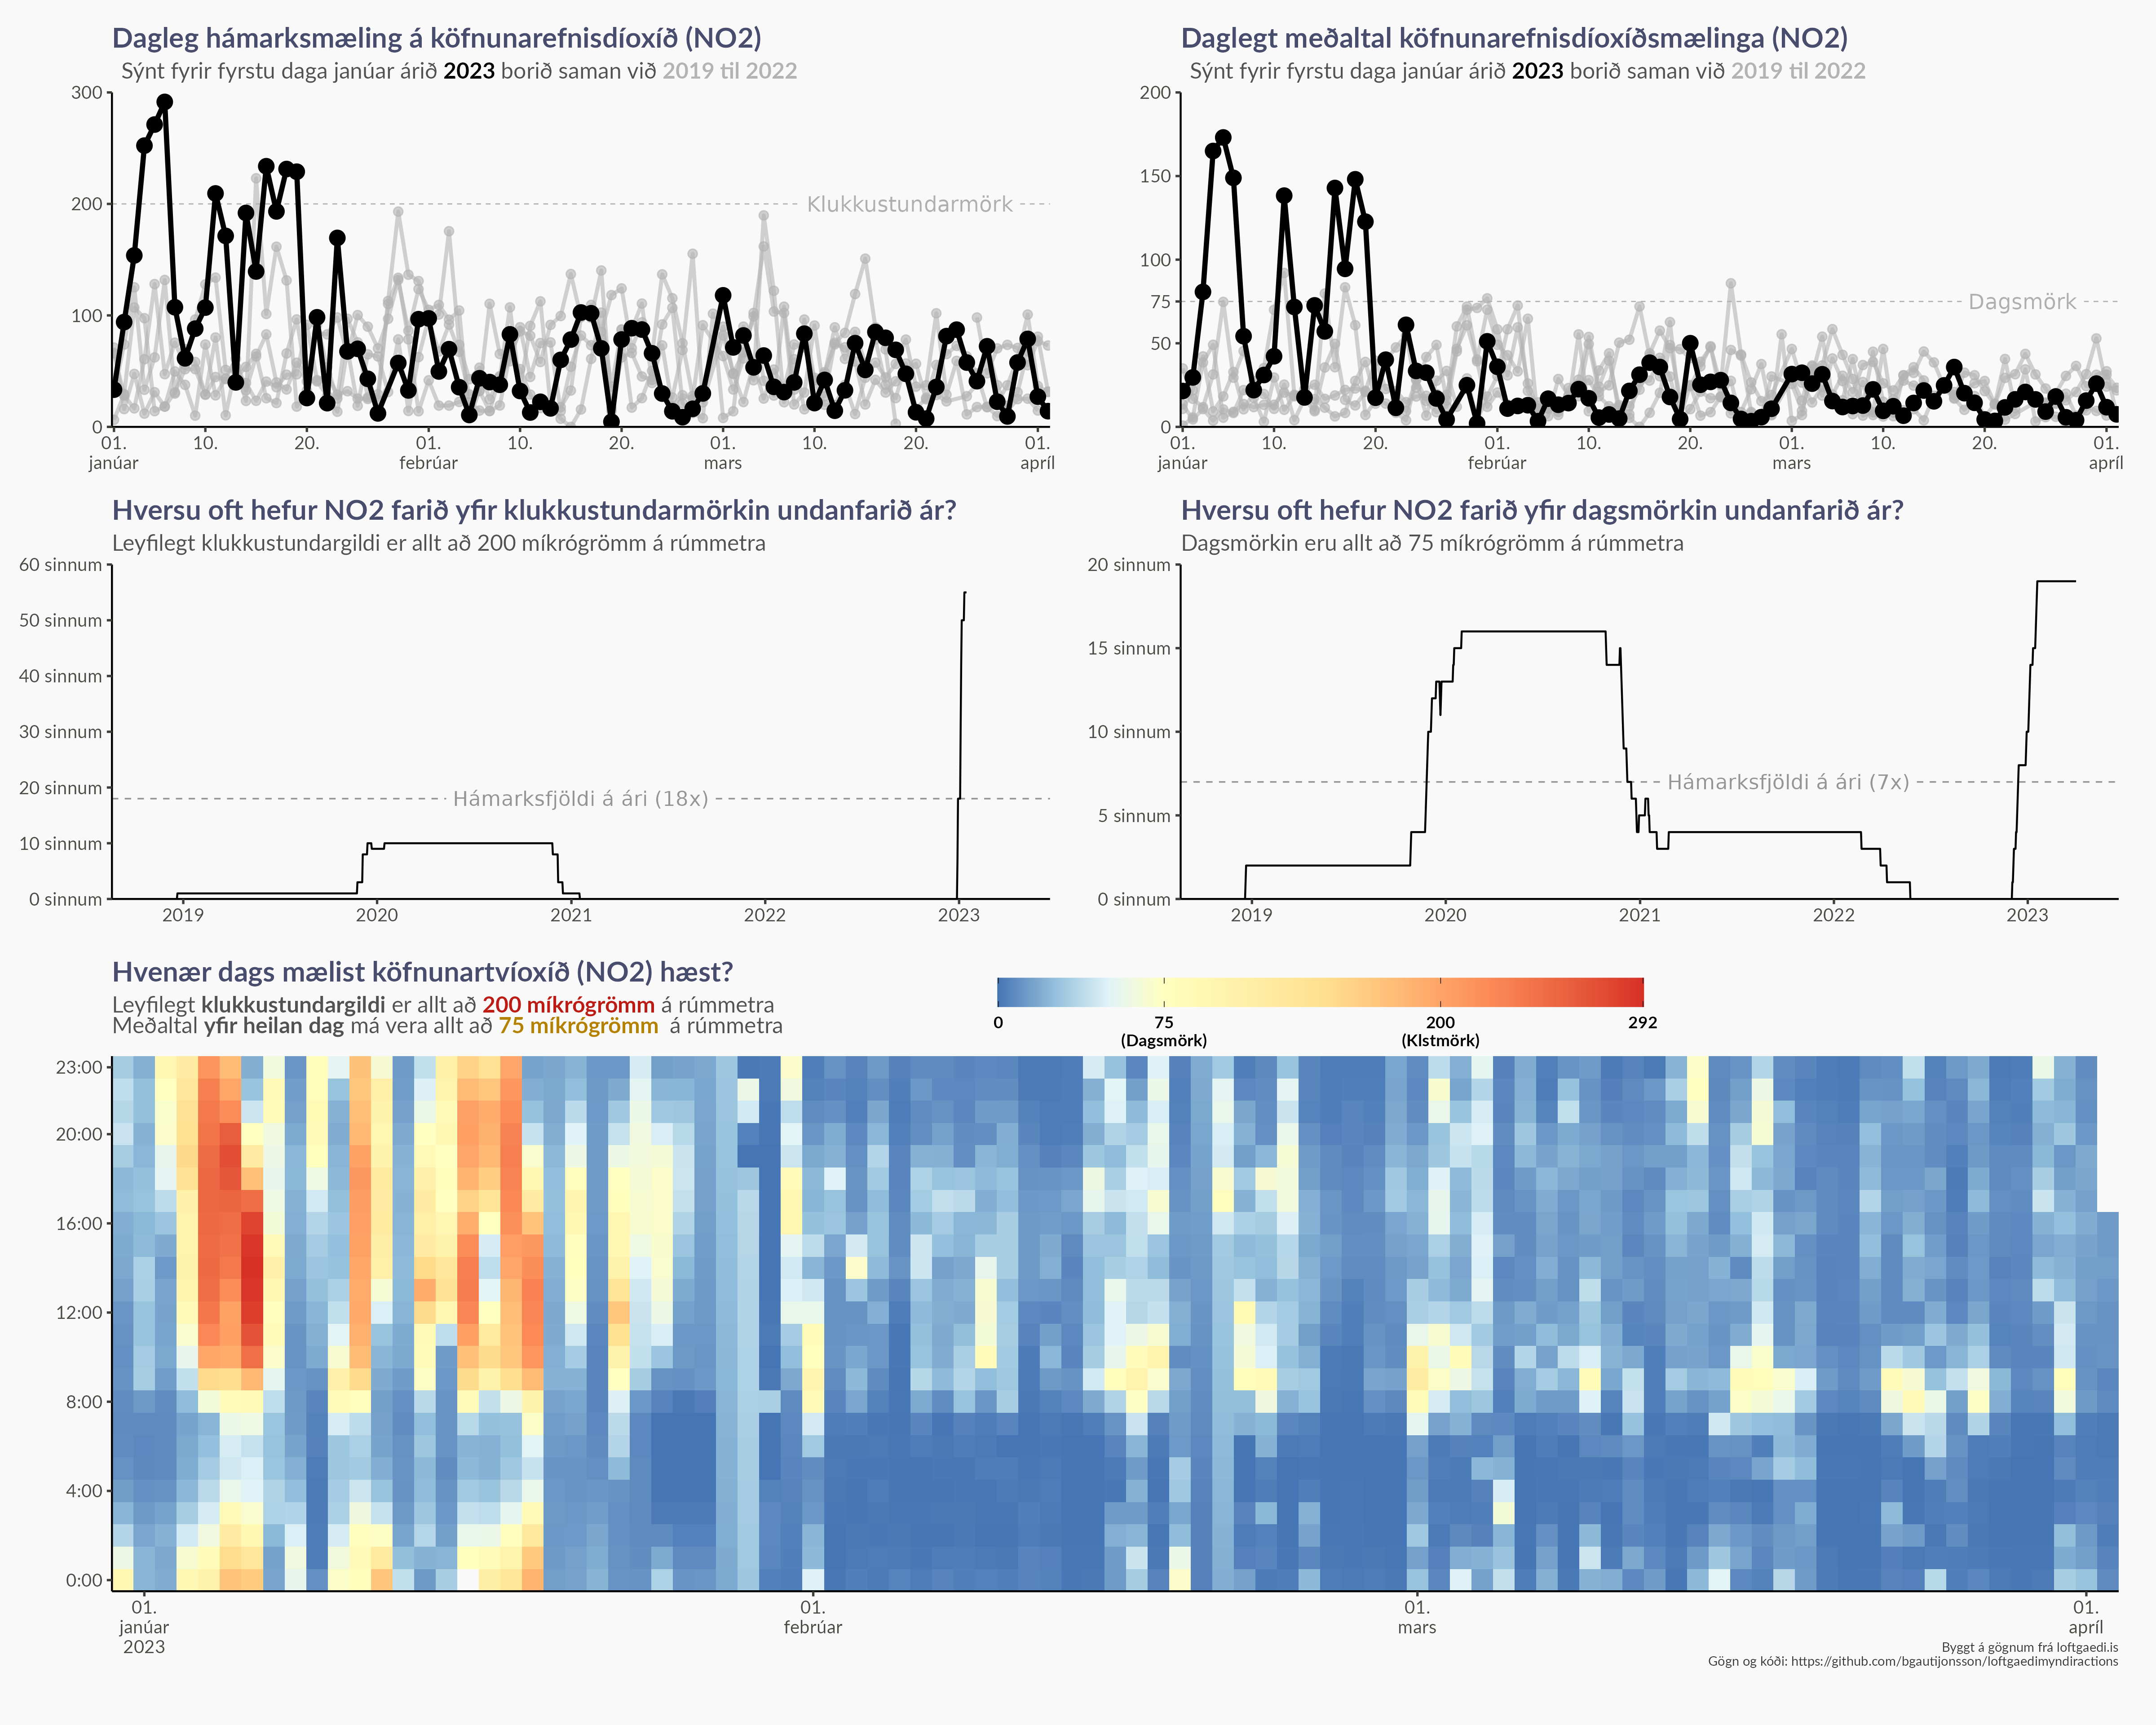 Dagleg hámarksmæling á köfnunarefnisdíoxíð (NO2)
Sýnt fyrir fyrstu daga janúar árið 2023 borið saman við 2019 til 2022
300
200
100
0
Klukkustundarmörk
01. 10. 20. 01. 10. 20. 01. 10. 20. 01.
janúar febrúar mars apríl
Daglegt meðaltal köfnunarefnisdíoxíðsmælinga (NO2)
Sýnt fyrir fyrstu daga janúar árið 2023 borið saman við 2019 til 2022
200
150
100
75
50
0
Dagsmörk
01. 10. 20. 01. 10. 20. 01. 10. 20. 01.
janúar febrúar mars apríl
Hversu oft hefur NO2 farið yfir klukkustundarmörkin undanfarið ár?
Leyfilegt klukkustundargildi er allt að 200 míkrógrömm á rúmmetra
60 sinnum
50 sinnum
40 sinnum
30 sinnum
20 sinnum
10 sinnum
0 sinnum
Hámarksfjöldi á ári (18x)
2019 2020 2021 2022 2023
Hversu oft hefur NO2 farið yfir dagsmörkin undanfarið ár?
Dagsmörkin eru allt að 75 míkrógrömm á rúmmetra
20 sinnum
15 sinnum
10 sinnum
5 sinnum
0 sinnum
Hámarksfjöldi á ári (7x)
2019 2020 2021 2022 2023
Hvenær dags mælist köfnunartvíoxíð (NO2) hæst?
Leyfilegt klukkustundargildi er allt að 200 míkrógrömm á rúmmetra
Meðaltal yfir heilan dag má vera allt að 75 míkrógrömm á rúmmetra
0 75 200 292
(Dagsmörk) (Klstmörk)
23:00
20:00
16:00
12:00
8:00
4:00
0:00
01. 01. 01. 01.
janúar febrúar mars apríl
2023
Byggt á gögnum frá loftgaedi.is
Gögn og kóði: https://github.com/bgautijonsson/loftgaedimyndiractions